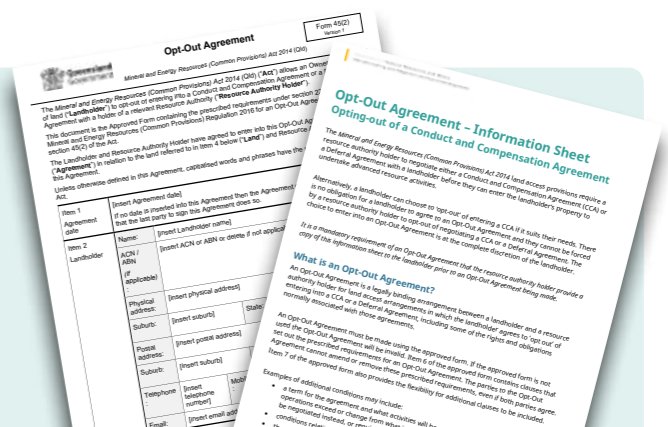 Queensland
Government
Form 45(2)
Version 1
Opt-Out Agreement
Mineral and Energy Resources (Common Provisions) Act 2014 (Qld)
The Mineral and Energy Resources (Common Provisions) Act 2014 (Qld) ("Act") allows an Owner
of land ("Landholder") to opt-out of entering into a Conduct and Compensation Agreement or a
Agreement with a holder of a relevant Resource Authority ("Resource Authority Holder").
This document is the Approved Form containing the prescribed requirements under section
Mineral and Energy Resources (Common Provisions) Regulation 2016 for an Opt-Out
section 45(2) of the Act.
The Landholder and Resource Authority Holder have agreed to enter into this Opt-Out
("Agreement") in relation to the land referred to in Item 4 below ("Land") and Resource
this Agreement.
Unless otherwise defined in this Agreement, capitalised words and phrases have the
Act.
Item 1
Agreement
date
[insert Agreement date]
If no date is inserted into this Agreement then the Agreement
that the last party to sign this Agreement does so.
Item 2
Landholder
Name:
[insert Landholder name]
ACN /
ABN
(if
applicable)
:
[insert ACN or ABN or delete if not
Physical
address:
[insert physical address]
Suburb:
[insert suburb]
State:
Postal
address:
[insert postal address]
Suburb:
[insert suburb]
Telephone
:
[insert
telephone
number]
Email:
[insert email
Opt-Out Agreement – Information Sheet
Opting-out of a Conduct and Compensation Agreement
The Mineral and Energy Resources (Common Provisions) Act 2014 land access provisions require a
resource authority holder to negotiate either a Conduct and Compensation Agreement (CCA) or
a Deferral Agreement with a landholder before they can enter the landholder's property to
undertake advanced resource activities.
Alternatively, a landholder can choose to 'opt-out' of entering a CCA if it suits their needs. There
is no obligation for a landholder to agree to an Opt-Out Agreement and they cannot be forced
by a resource authority holder to opt-out of negotiating a CCA or a Deferral Agreement. The
choice to enter into an Opt-Out Agreement is at the complete discretion of the landholder.
It is a mandatory requirement of an Opt-Out Agreement that the resource authority holder provide a
copy of this information sheet to the landholder prior to an Opt-Out Agreement being made.
What is an Opt-Out Agreement?
An Opt-Out Agreement is a legally binding arrangement between a landholder and a resource
authority holder for land access arrangements in which the landholder agrees to 'opt out' of
entering into a CCA or a Deferral Agreement, including some of the rights and obligations
normally associated with those agreements.
An Opt-Out Agreement must be made using the approved form. If the approved form is not
used the Opt-Out Agreement will be invalid. Item 6 of the approved form contains clauses that
set out the prescribed requirements for an Opt-Out Agreement. The parties to the Opt-Out
Agreement cannot amend or remove these prescribed requirements, even if both parties agree.
Item 7 of the approved form also provides the flexibility for additional clauses to be included.
Examples of additional conditions may include:
• a term for the agreement and what activities will
operations exceed or change from what
be negotiated instead, or
• conditions